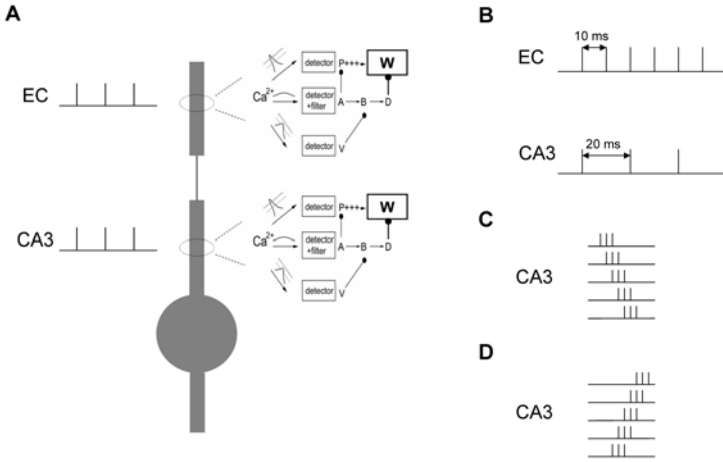 A
EC
detector
P+++
W
Ca2+
detector
+filter
A
B
D
detector
V
CA3
detector
P+++
W
Ca2+
detector
+filter
A
B
D
detector
V
B
10 ms
EC
20 ms
CA3
C
CA3
D
CA3